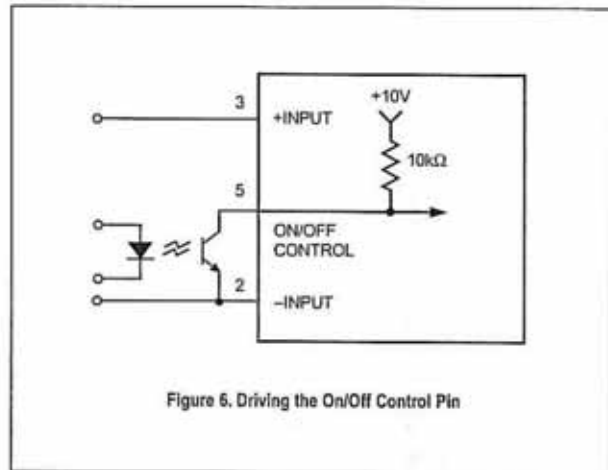 3
+INPUT
+10V
10kΩ
5
ON/OFF
CONTROL
2
–INPUT
Figure 6. Driving the On/Off Control Pin